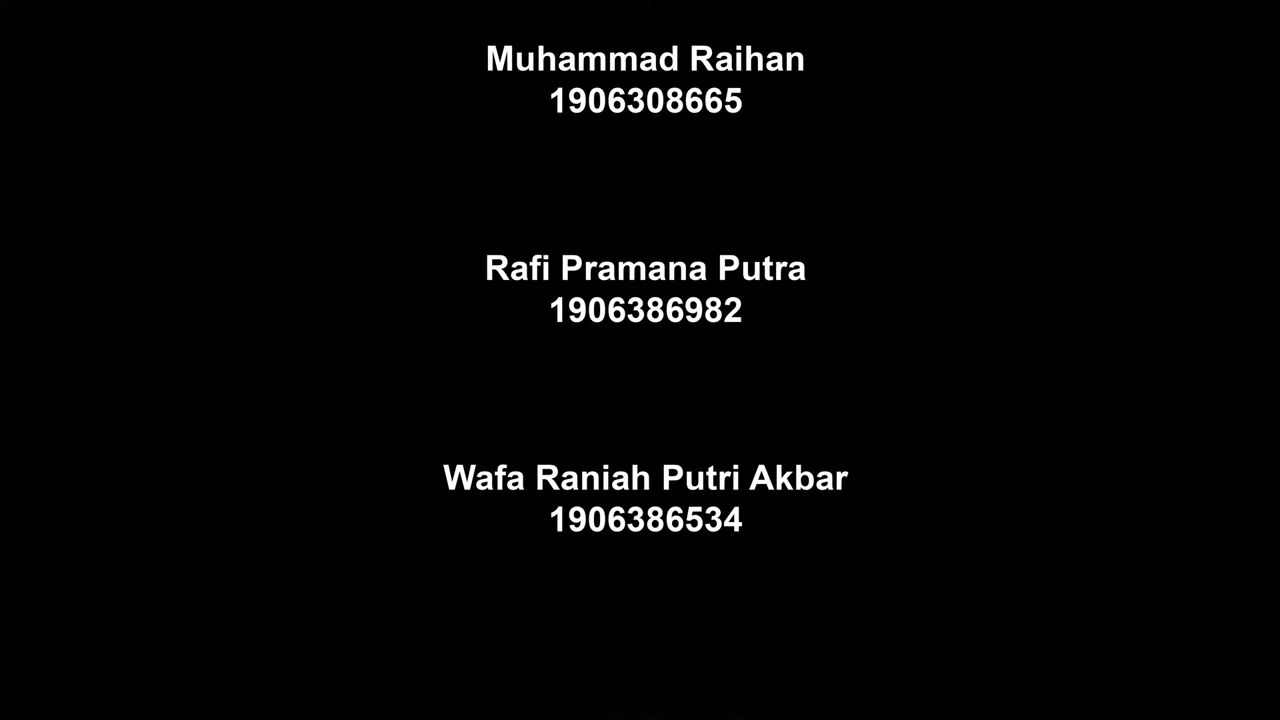 Muhammad Raihan
1906308665
Rafi Pramana Putra
1906386982
Wafa Raniah Putri Akbar
1906386534